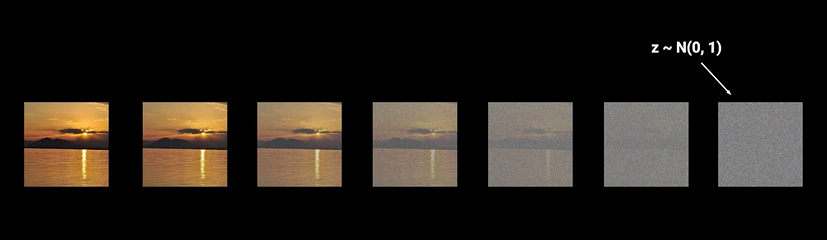 z ~ N(0, 1)